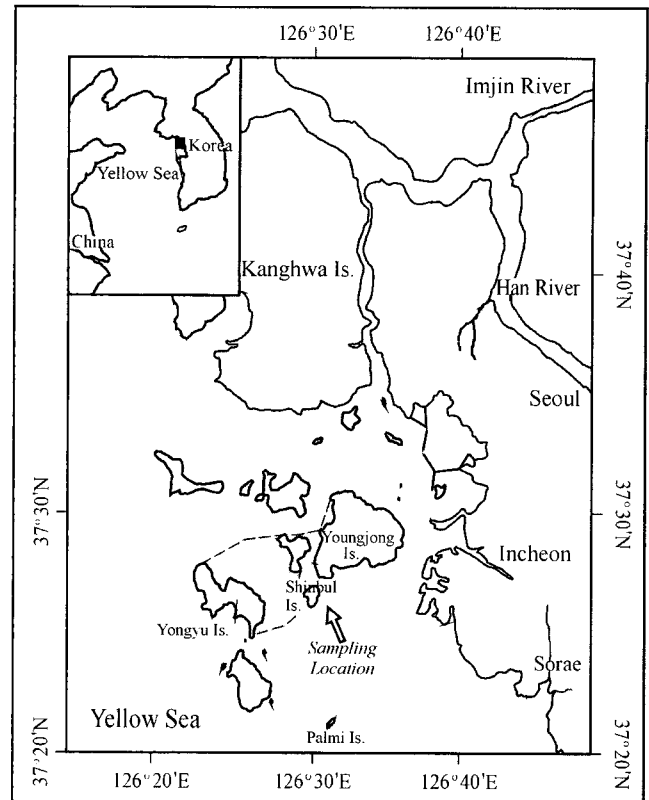 126°30'E 126°40'E
Imjin River
Korea
Yellow Sea
China
Kanghwa Is.
37°40'N
Han River
Seoul
37°30'N
37°30'N
Youngjong
Is.
Incheon
Shinbul
Is.
Yongyu Is.
Sampling
Location
Sorae
Yellow Sea
Palmi Is.
37°20'N
37°20'N
126°20'E 126°30'E 126°40'E